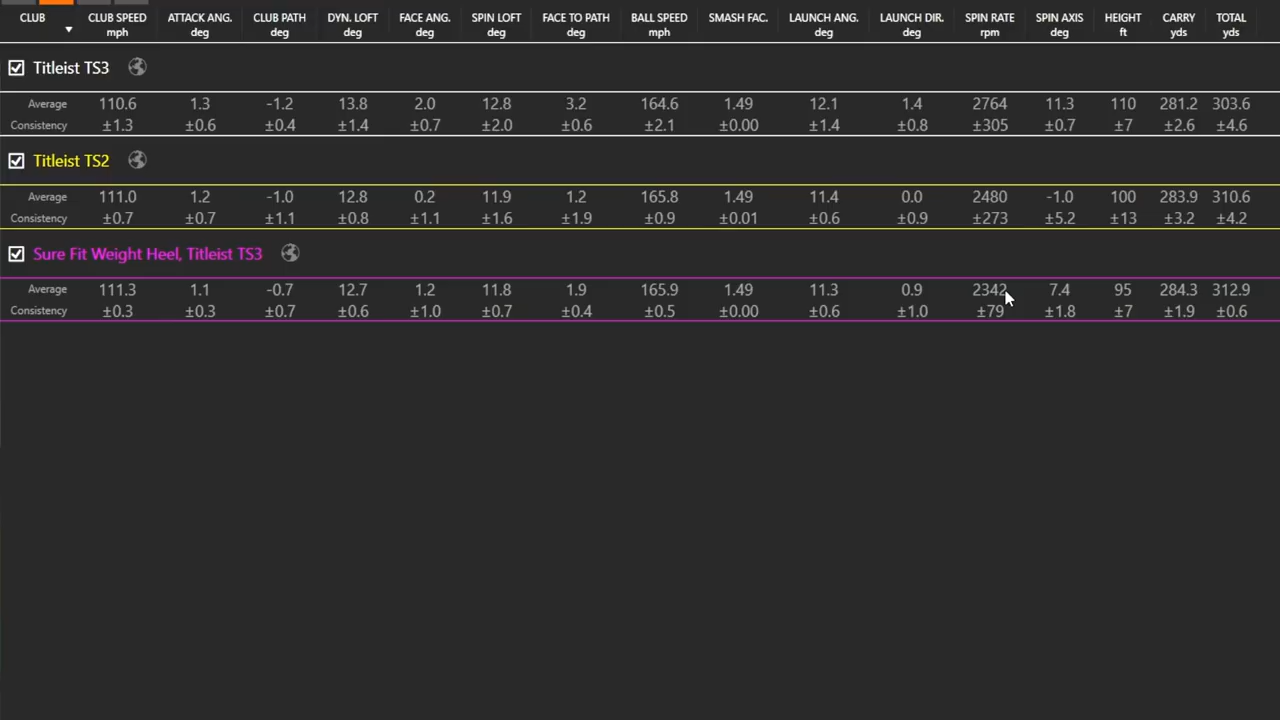 CLUB CLUB SPEED ATTACK ANG. CLUB PATH DYN. LOFT FACE ANG. SPIN LOFT FACE TO PATH BALL SPEED SMASH FAC. LAUNCH ANG. LAUNCH DIR. SPIN RATE SPIN AXIS HEIGHT CARRY TOTAL
mph deg deg deg deg deg deg mph deg deg rpm deg ft yds yds
Titleist TS3
Average 110.6 1.3 -1.2 13.8 2.0 12.8 3.2 164.6 1.49 12.1 1.4 2764 11.3 110 281.2 303.6
Consistency ±1.3 ±0.6 ±0.4 ±1.4 ±0.7 ±2.0 ±0.6 ±2.1 ±0.00 ±1.4 ±0.8 ±305 ±0.7 ±7 ±2.6 ±4.6
Titleist TS2
Average 111.0 1.2 -1.0 12.8 0.2 11.9 1.2 165.8 1.49 11.4 0.0 2480 -1.0 100 283.9 310.6
Consistency ±0.7 ±0.7 ±1.1 ±0.8 ±1.1 ±1.6 ±1.9 ±0.9 ±0.01 ±0.6 ±0.9 ±273 ±5.2 ±13 ±3.2 ±4.2
Sure Fit Weight Heel, Titleist TS3
Average 111.3 1.1 -0.7 12.7 1.2 11.8 1.9 165.9 1.49 11.3 0.9 2342 7.4 95 284.3 312.9
Consistency ±0.3 ±0.3 ±0.7 ±0.6 ±1.0 ±0.7 ±0.4 ±0.5 ±0.00 ±0.6 ±1.0 ±79 ±1.8 ±7 ±1.9 ±0.6